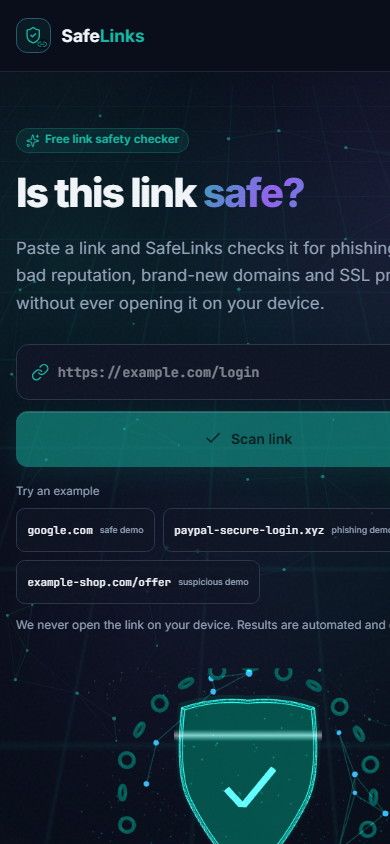 SafeLinks
Free link safety checker
Is this link safe?
Paste a link and SafeLinks checks it for phishing
bad reputation, brand-new domains and SSL pr
without ever opening it on your device.
https://example.com/login
Scan link
Try an example
google.com safe demo
paypal-secure-login.xyz phishing demo
example-shop.com/offer suspicious demo
We never open the link on your device. Results are automated and